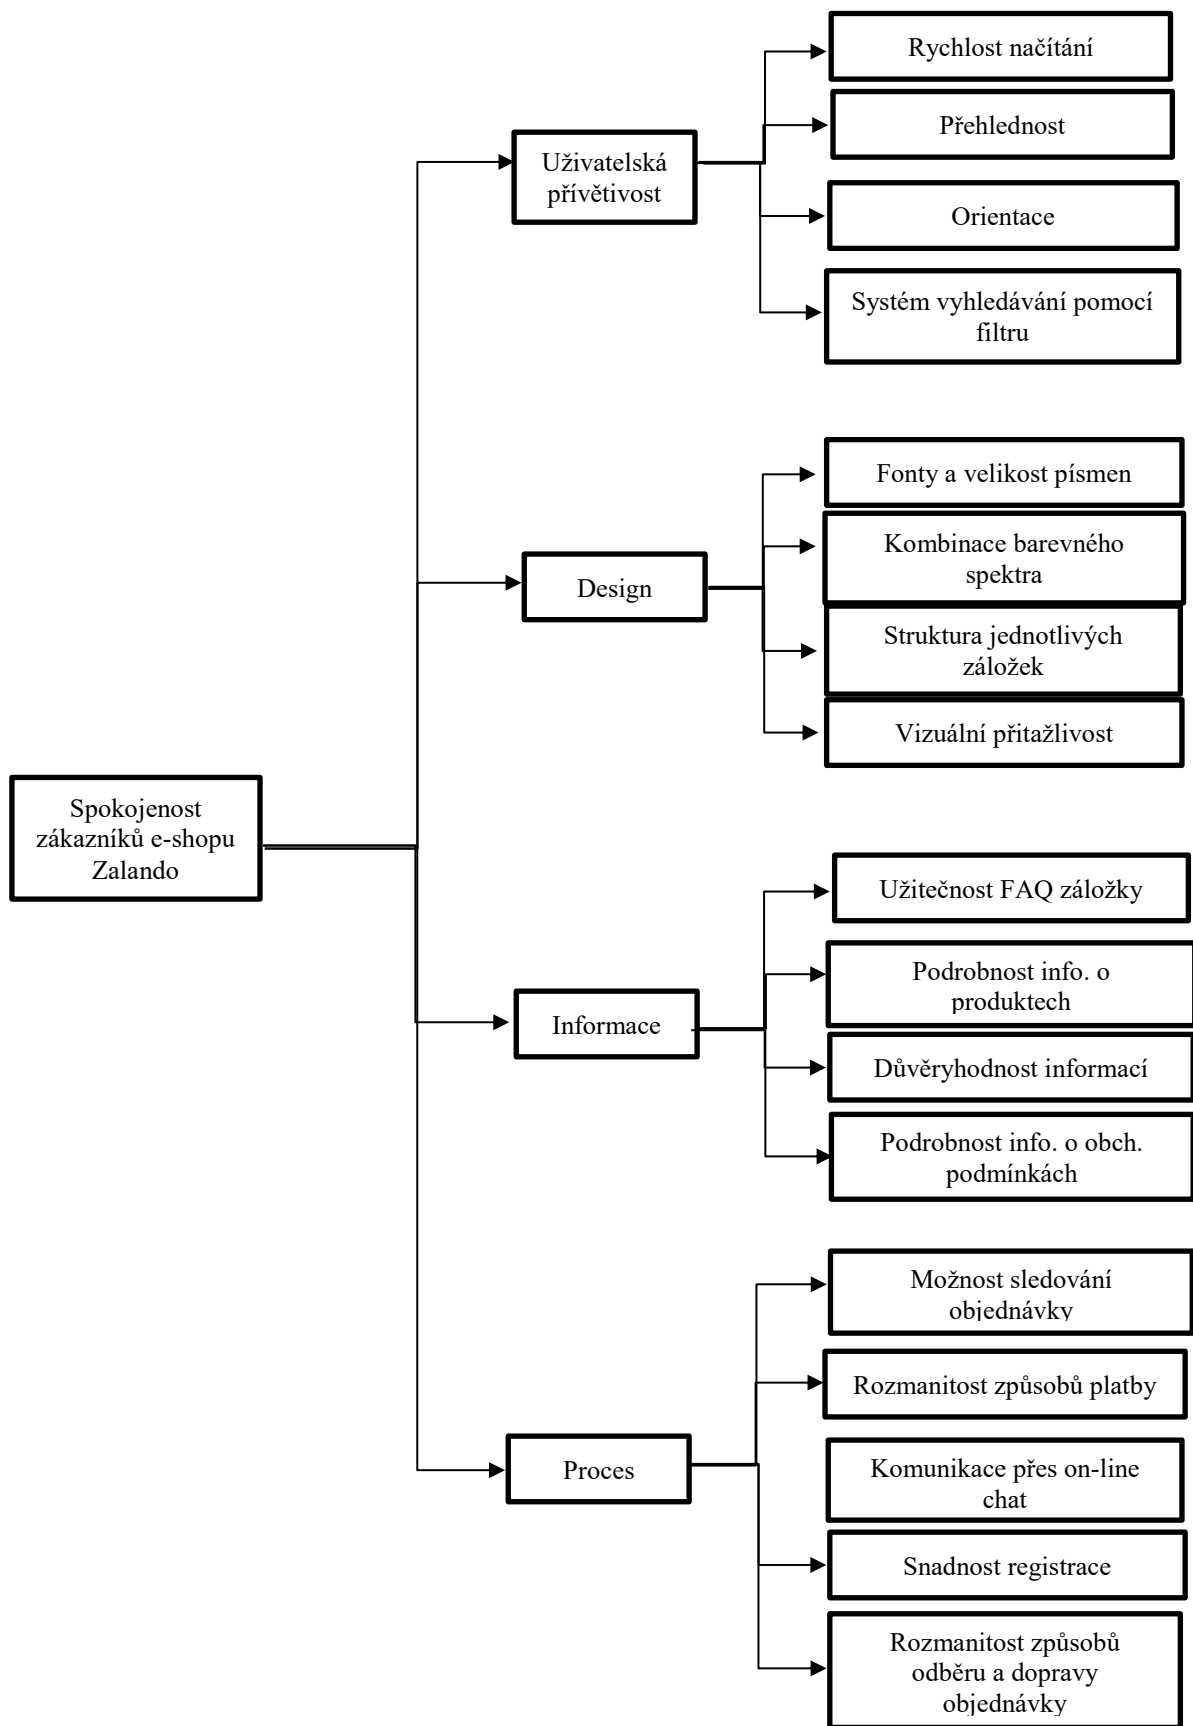 Rychlost načítání
Přehlednost
Uživatelská
přívětivost
Orientace
Systém vyhledávání pomocí
filtru
Fonty a velikost písmen
Kombinace barevného
spektra
Design
Struktura jednotlivých
záložek
Vizuální přitažlivost
Spokojenost
zákazníků e-shopu
Zalando
Užitečnost FAQ záložky
Podrobnost info. o
produktech
Informace
Důvěryhodnost informací
Podrobnost info. o obch.
podmínkách
Možnost sledování
objednávky
Rozmanitost způsobů platby
Proces
Komunikace přes on-line
chat
Snadnost registrace
Rozmanitost způsobů
odběru a dopravy
objednávky